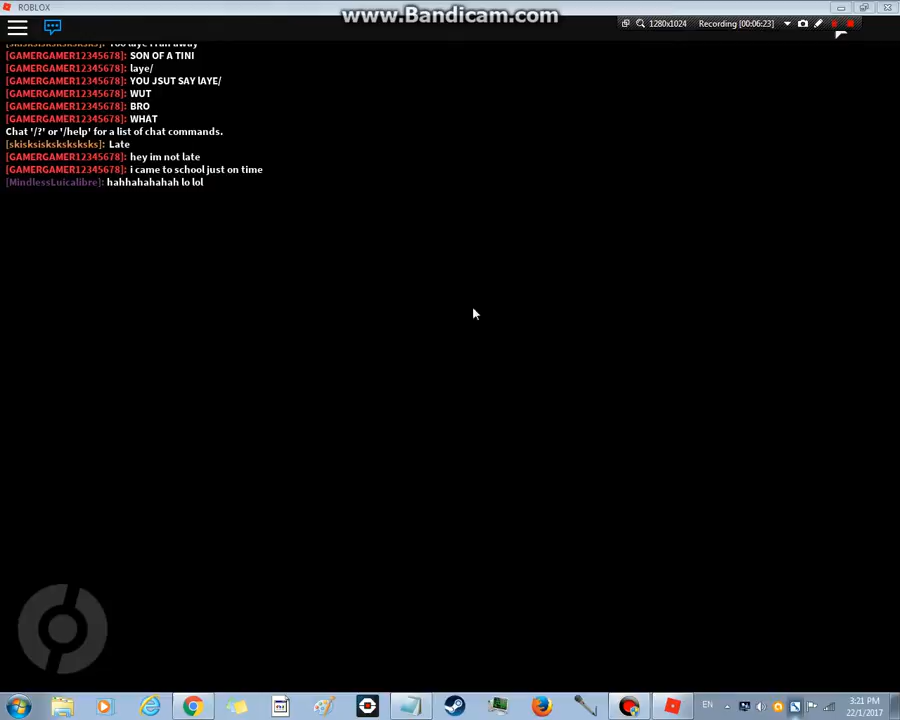 ROBLOX
www.Bandicam.com
1280x1024
Recording [00:06:23]
[GAMERGAMER12345678]: SON OF A TINI
[GAMERGAMER12345678]: laye/
[GAMERGAMER12345678]: YOU JSUT SAY lAYE/
[GAMERGAMER12345678]: WUT
[GAMERGAMER12345678]: BRO
[GAMERGAMER12345678]: WHAT
Chat '/?' or '/help' for a list of chat commands.
[skisksisksksksksks]: Late
[GAMERGAMER12345678]: hey im not late
[GAMERGAMER12345678]: i came to school just on time
[MindlessLuicalibre]: hahhahahahah lo lol
EN
3:21 PM
22/1/2017